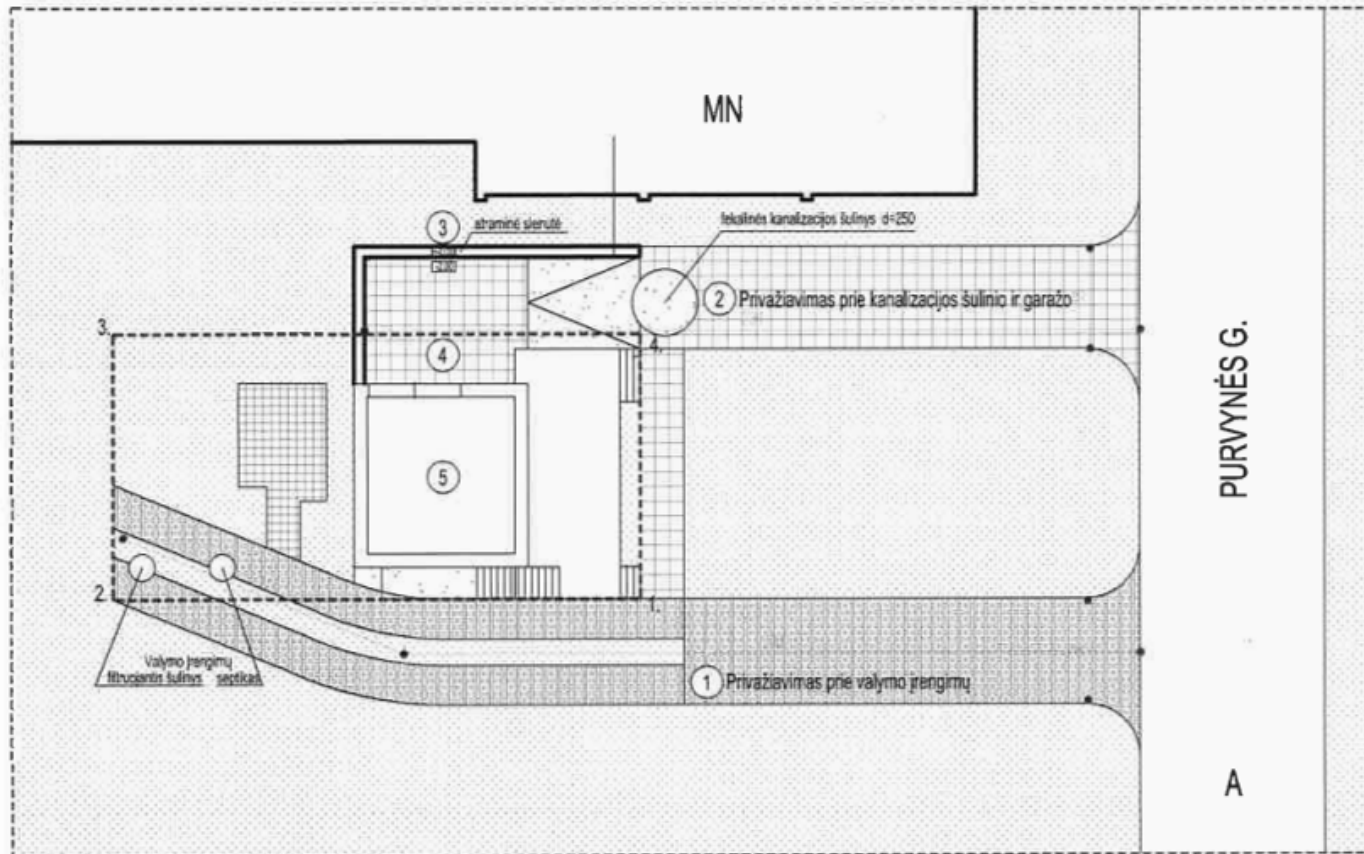 MN
3
atraminė sienutė
fekalinės kanalizacijos šulinys d=250
2 Privažiavimas prie kanalizacijos šulinio ir garažo
3.
4.
4
PURVYNĖS G.
5
2.
1.
Valymo įrengimų
filtruojantis šulinys septikas
1 Privažiavimas prie valymo įrengimų
A